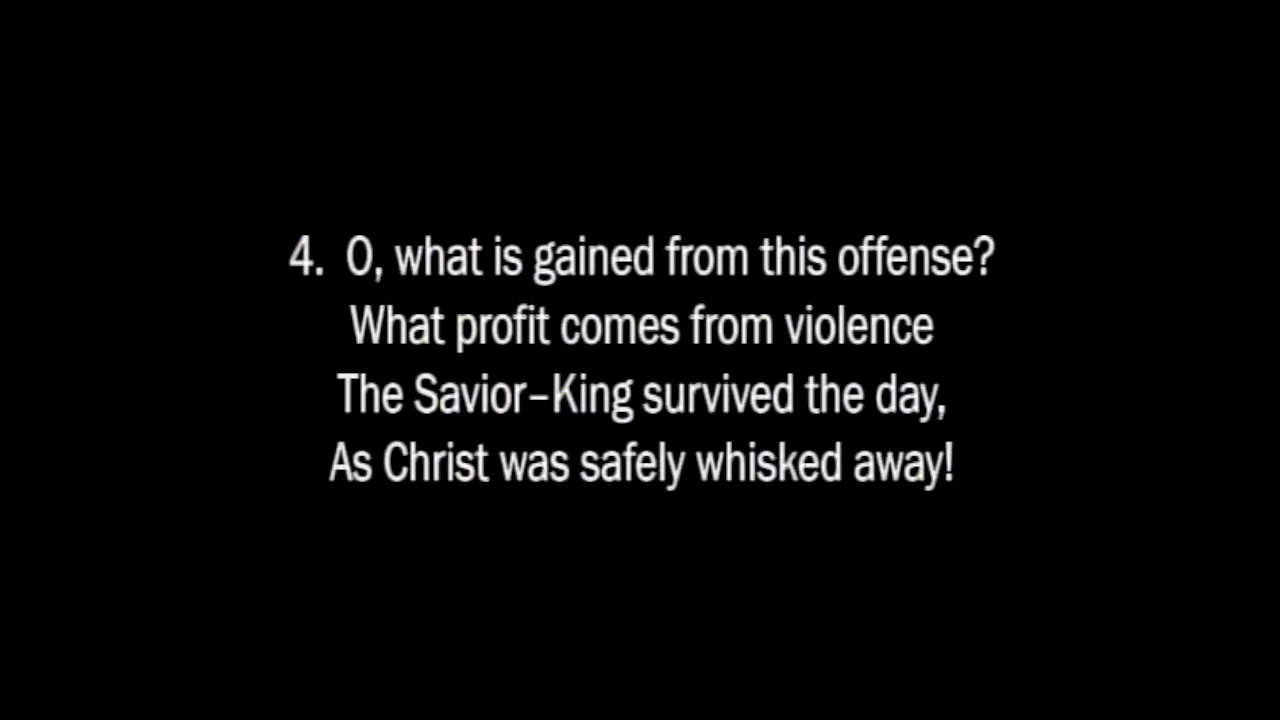 4. O, what is gained from this offense?
What profit comes from violence
The Savior–King survived the day,
As Christ was safely whisked away!